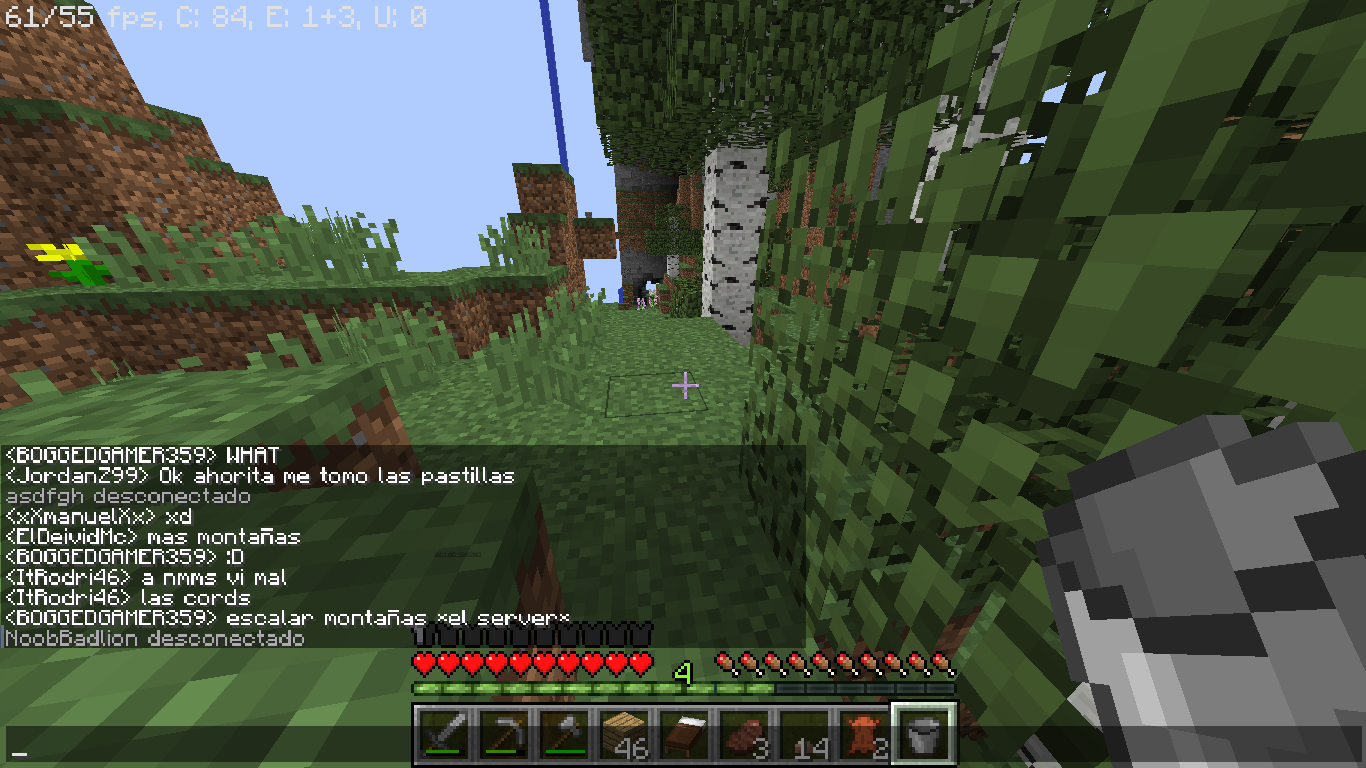 61/55 fps, C: 84, E: 1+3, U: 0
<BOGGEDGAMER359> WHAT
<JordanZ99> Ok ahorita me tomo las pastillas
asdfgh desconectado
<xXmanuelXx> xd
<ElDeividMc> mas montañas
<BOGGEDGAMER359> :D
<ItRodri46> a nmms vi mal
<ItRodri46> las cords
<BOGGEDGAMER359> escalar montañas *el server*
NoobBadlion desconectado
4
46 3 14 2
_